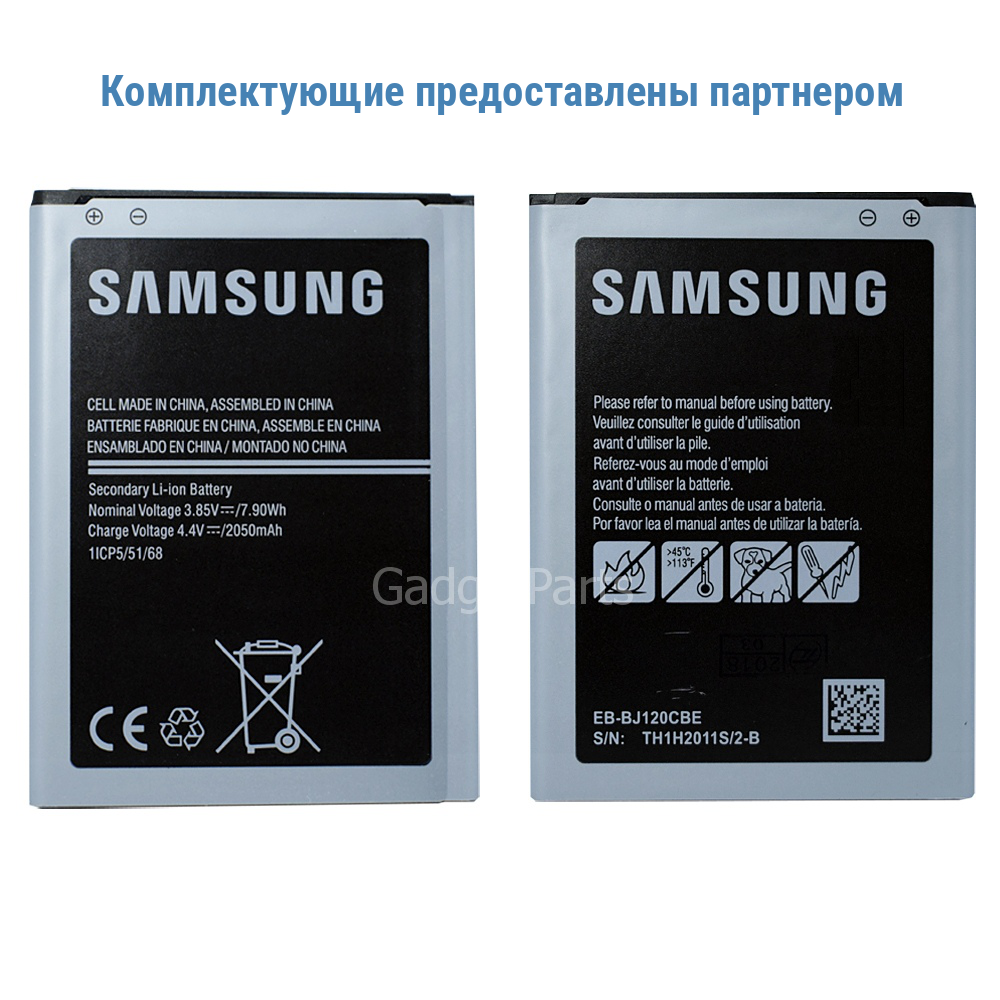 Комплектующие предоставлены партнером
SAMSUNG
CELL MADE IN CHINA, ASSEMBLED IN CHINA
BATTERIE FABRIQUE EN CHINA, ASSEMBLE EN CHINA
ENSAMBLADO EN CHINA / MONTADO NO CHINA
Secondary Li-ion Battery
Nominal Voltage 3.85V⎓/7.90Wh
Charge Voltage 4.4V⎓/2050mAh
1ICP5/51/68
CE
SAMSUNG
Please refer to manual before using battery.
Veuillez consulter le guide d'utilisation
avant d'utiliser la pile.
Referez-vous au mode d'emploi
avant d'utiliser la batterie.
Consulte o manual antes de usar a bateria.
Por favor lea el manual antes de utilizar la batería.
>45°C
>113°F
EB-BJ120CBE
S/N: TH1H2011S/2-B
Gadget Parts